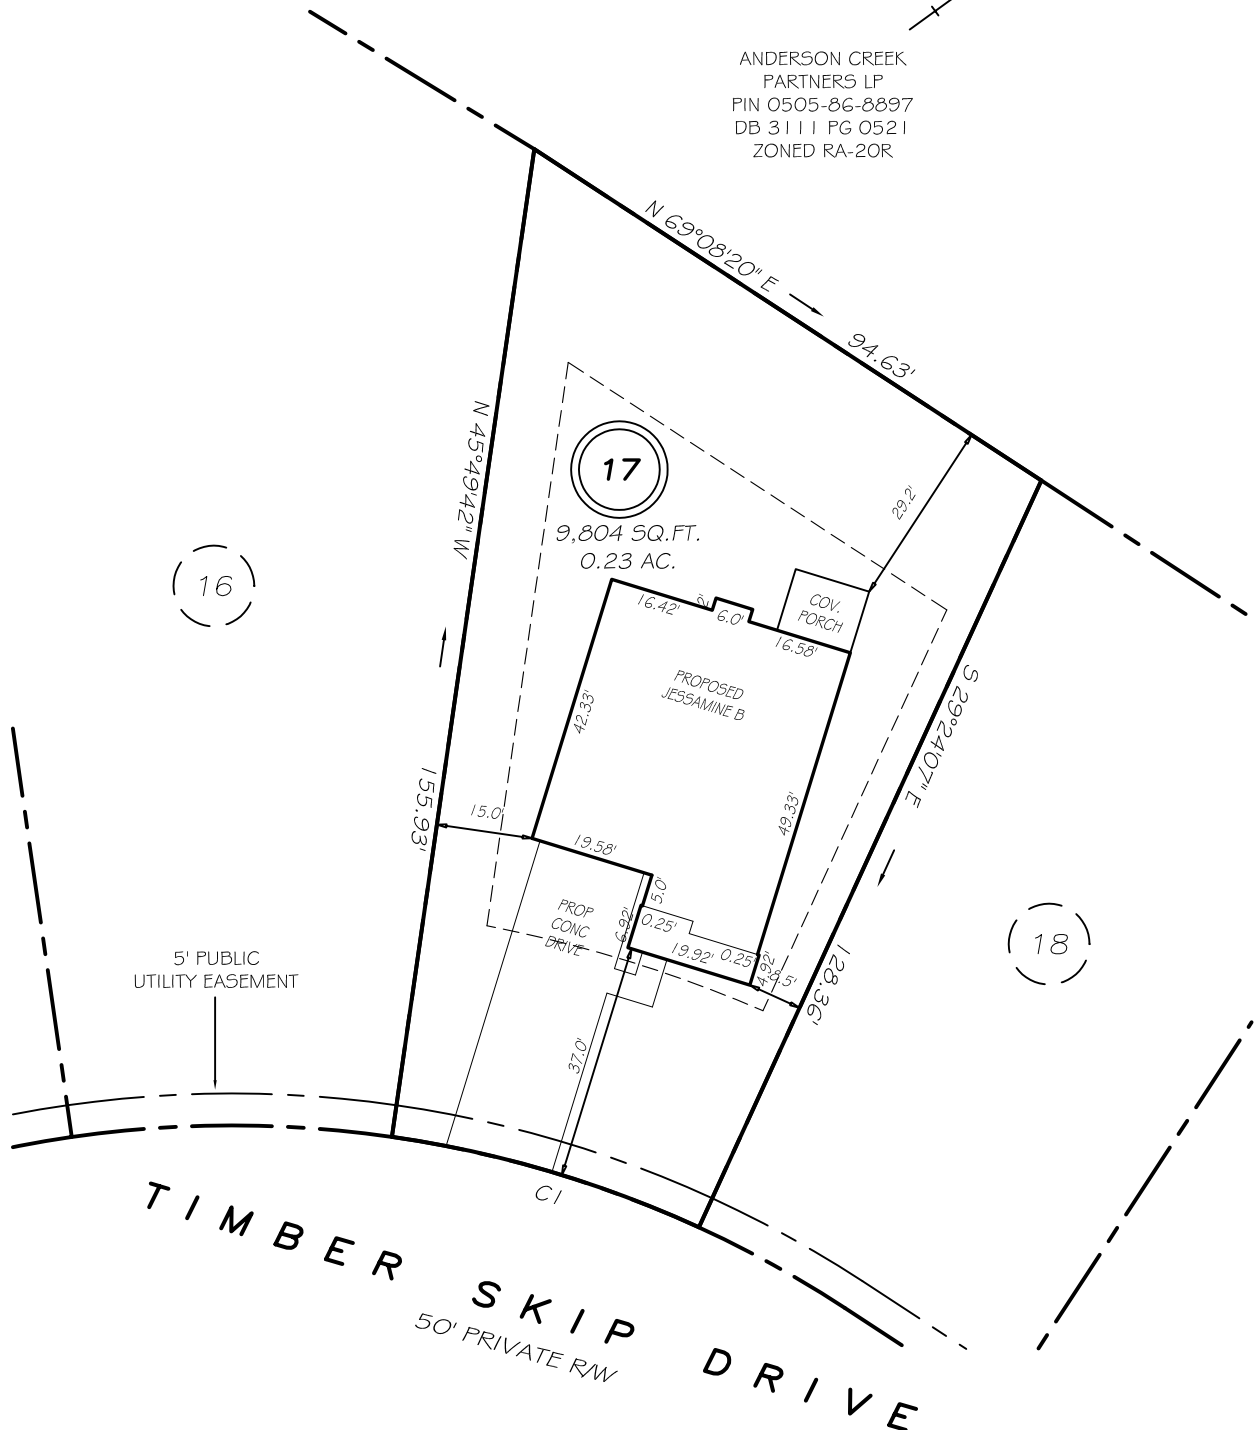 ANDERSON CREEK
PARTNERS LP
PIN 0505-86-8897
DB 3111 PG 0521
ZONED RA-20R
N 69°08'20" E
94.63'
N 45°49'42" W
155.93'
17
9,804 SQ.FT.
0.23 AC.
29.2'
16
16.42'
2'
6.0'
COV.
PORCH
16.58'
PROPOSED
JESSAMINE B
42.33'
49.33'
S 29°24'07" E
128.36'
15.0'
19.58'
5.0'
PROP
CONC
DRIVE
6.92'
0.25'
19.92'
0.25'
4.92'
8.5'
18
5' PUBLIC
UTILITY EASEMENT
37.0'
C1
TIMBER SKIP DRIVE
50' PRIVATE R/W